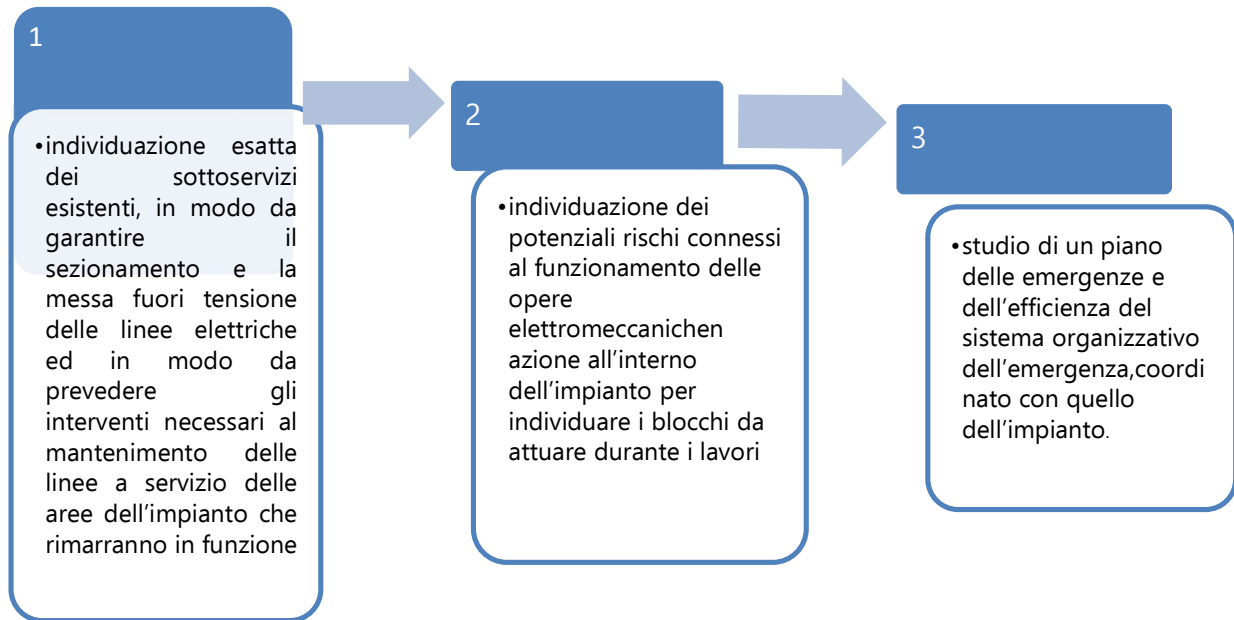 1
•individuazione esatta
dei sottoservizi
esistenti, in modo da
garantire il
sezionamento e la
messa fuori tensione
delle linee elettriche
ed in modo da
prevedere gli
interventi necessari al
mantenimento delle
linee a servizio delle
aree dell’impianto che
rimarranno in funzione
2
•individuazione dei
potenziali rischi connessi
al funzionamento delle
opere
elettromeccanichen
azione all’interno
dell’impianto per
individuare i blocchi da
attuare durante i lavori
3
•studio di un piano
delle emergenze e
dell’efficienza del
sistema organizzativo
dell’emergenza,coordi
nato con quello
dell’impianto.